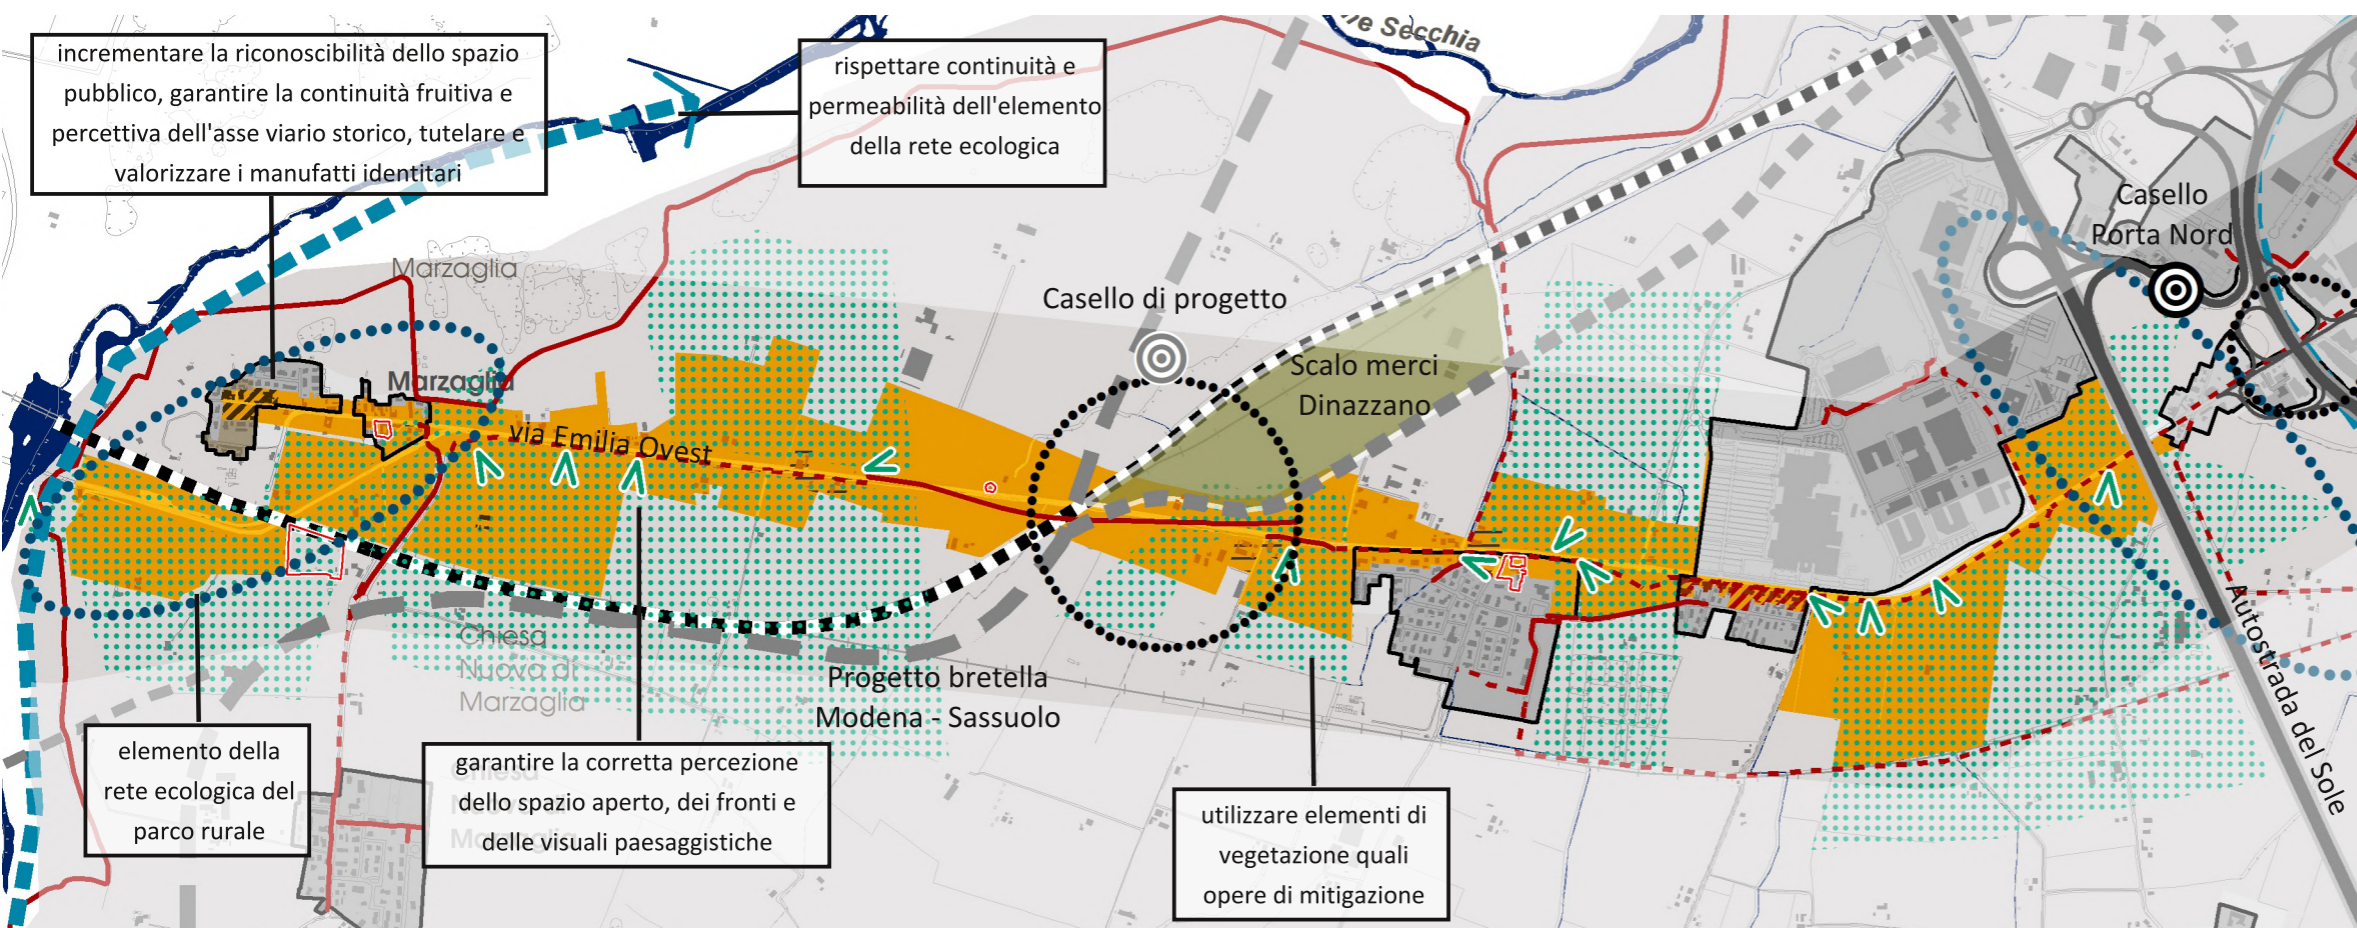 incrementare la riconoscibilità dello spazio
pubblico, garantire la continuità fruitiva e
percettiva dell'asse viario storico, tutelare e
valorizzare i manufatti identitari
rispettare continuità e
permeabilità dell'elemento
della rete ecologica
Secchia
Casello
Porta Nord
Marzaglia
Casello di progetto
Marzaglia
Scalo merci
Dinazzano
via Emilia Ovest
Autostrada del Sole
Chiesa
Nuova di
Marzaglia
Progetto bretella
Modena - Sassuolo
elemento della
rete ecologica del
parco rurale
garantire la corretta percezione
dello spazio aperto, dei fronti e
delle visuali paesaggistiche
utilizzare elementi di
vegetazione quali
opere di mitigazione